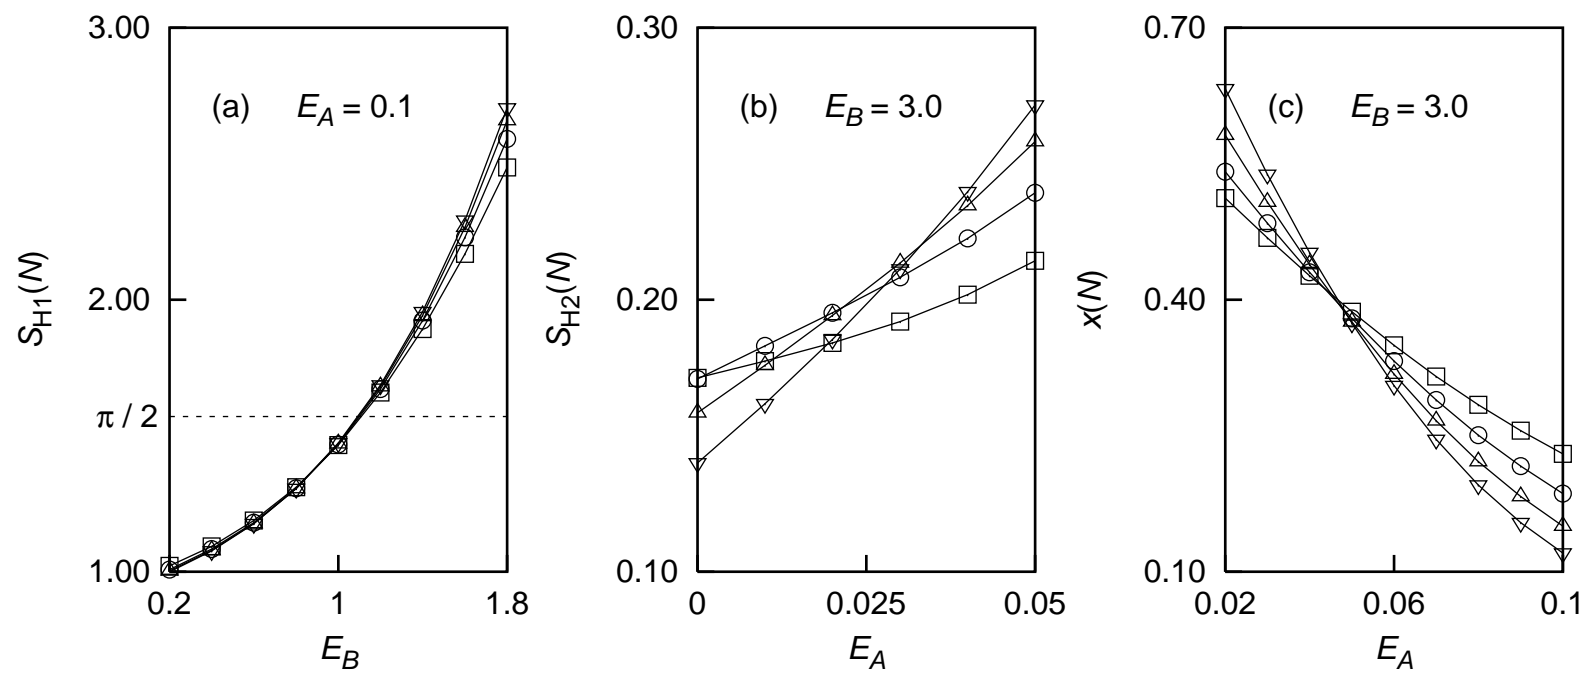 3.00
2.00
π / 2
1.00
0.2 1 1.8
S_H1(N)
E_B
(a) E_A = 0.1
0.30
0.20
0.10
0 0.025 0.05
S_H2(N)
E_A
(b) E_B = 3.0
0.70
0.40
0.10
0.02 0.06 0.1
x(N)
E_A
(c) E_B = 3.0